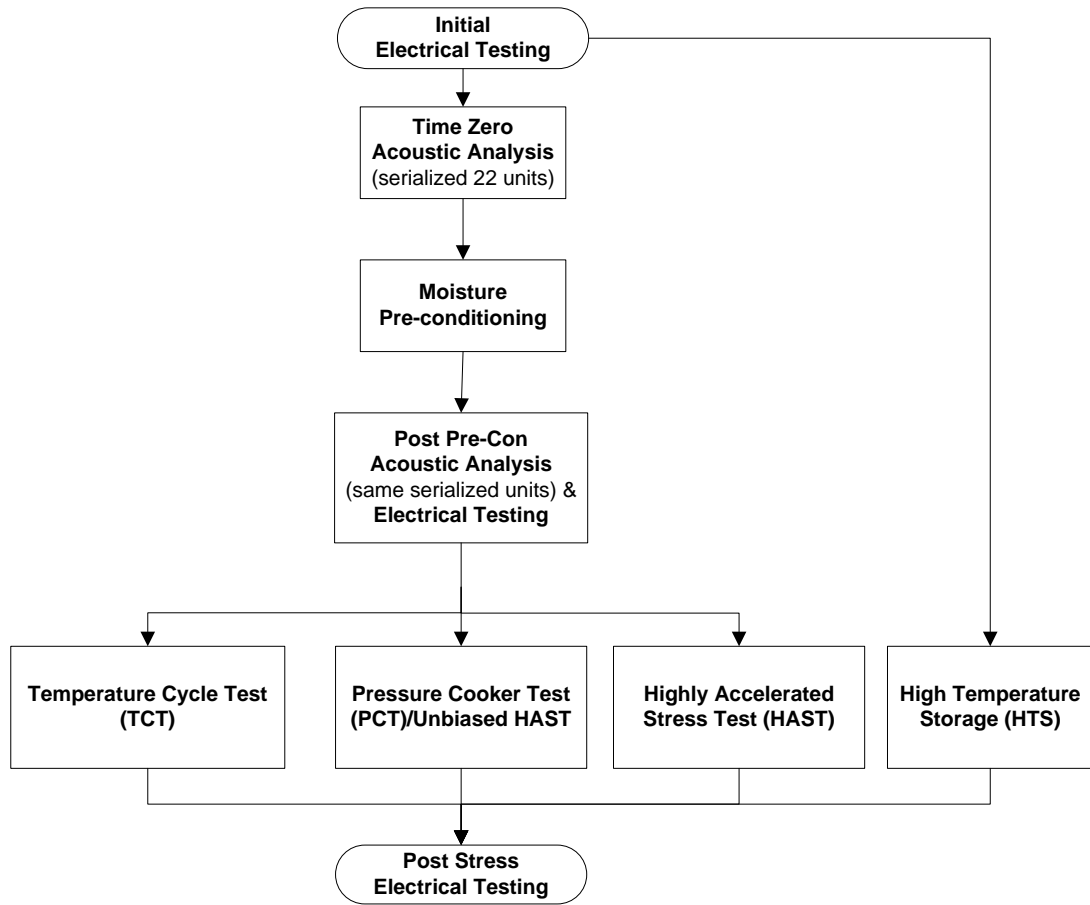 Initial
Electrical Testing
Time Zero
Acoustic Analysis
(serialized 22 units)
Moisture
Pre-conditioning
Post Pre-Con
Acoustic Analysis
(same serialized units) &
Electrical Testing
Temperature Cycle Test
(TCT)
Pressure Cooker Test
(PCT)/Unbiased HAST
Highly Accelerated
Stress Test (HAST)
High Temperature
Storage (HTS)
Post Stress
Electrical Testing